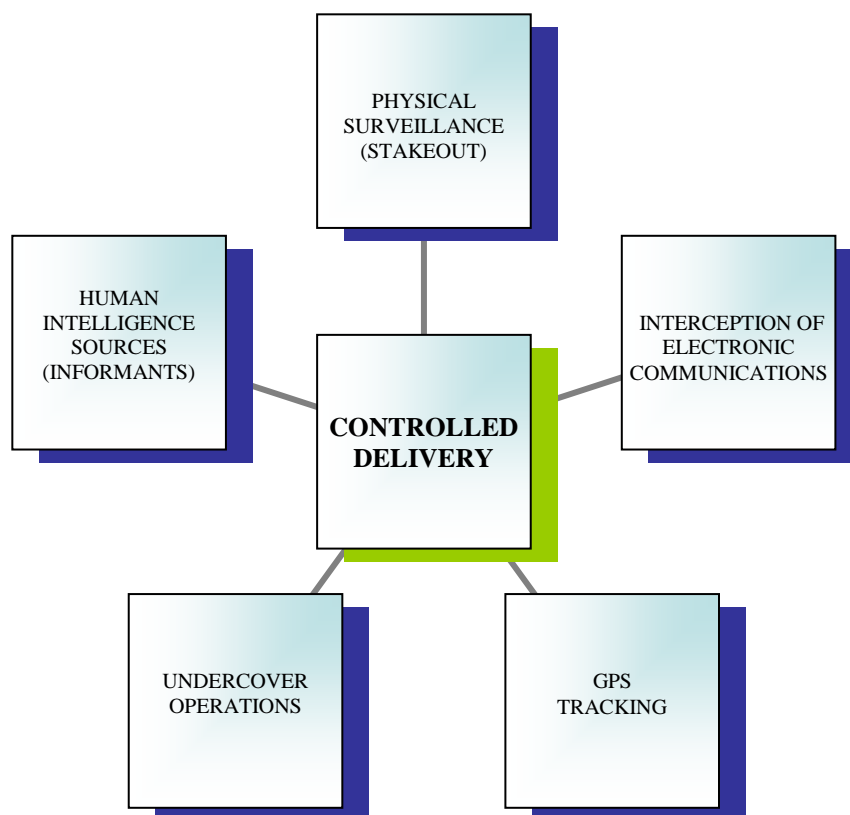 PHYSICAL
SURVEILLANCE
(STAKEOUT)
HUMAN
INTELLIGENCE
SOURCES
(INFORMANTS)
INTERCEPTION OF
ELECTRONIC
COMMUNICATIONS
CONTROLLED
DELIVERY
UNDERCOVER
OPERATIONS
GPS
TRACKING